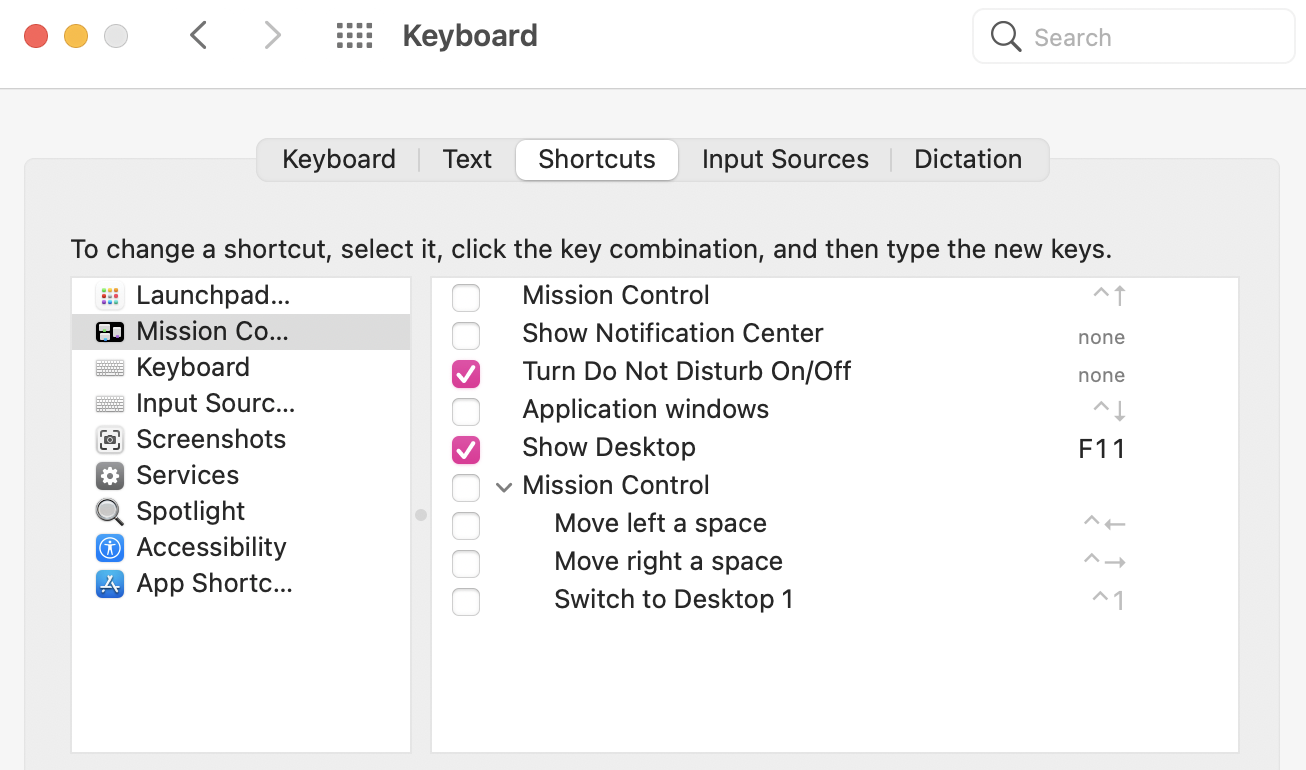 Keyboard
Search
Keyboard Text Shortcuts Input Sources Dictation
To change a shortcut, select it, click the key combination, and then type the new keys.
Launchpad...
Mission Co...
Keyboard
Input Sourc...
Screenshots
Services
Spotlight
Accessibility
App Shortc...
Mission Control ^↑
Show Notification Center none
Turn Do Not Disturb On/Off none
Application windows ^↓
Show Desktop F11
Mission Control
Move left a space ^←
Move right a space ^→
Switch to Desktop 1 ^1